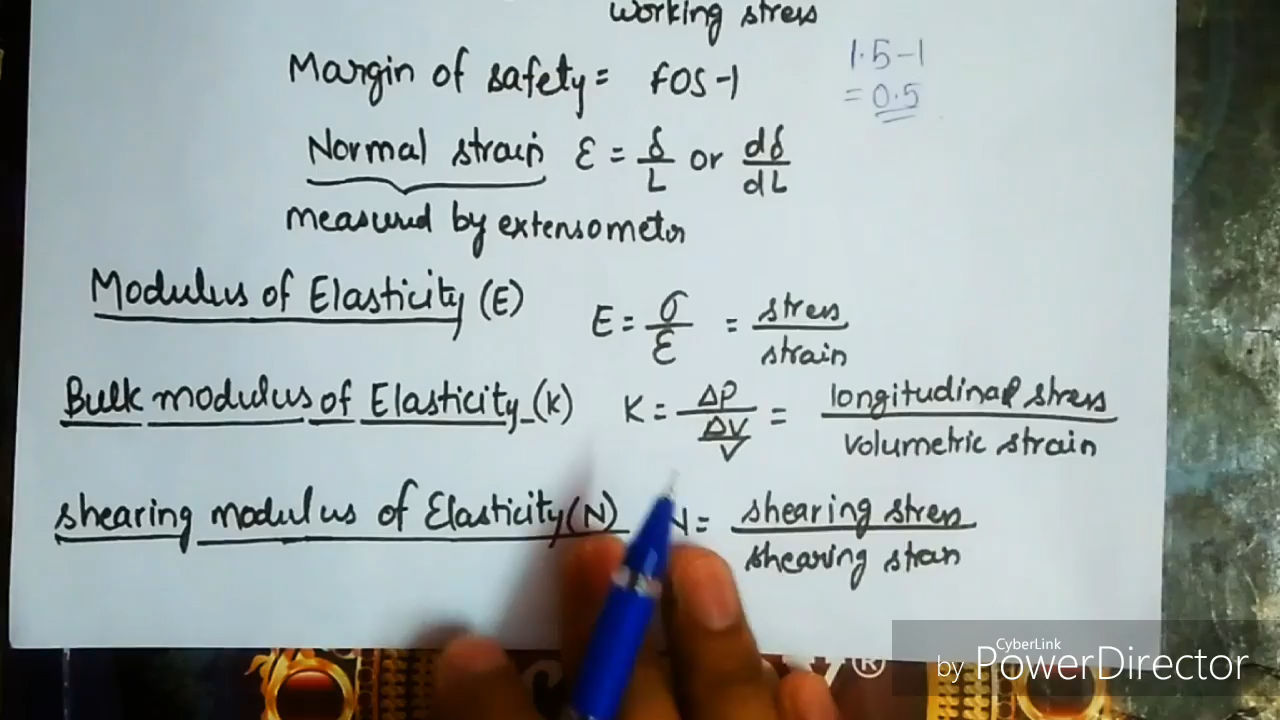 working stress
Margin of safety = FOS-1
1.5-1
= 0.5
Normal strain ε = δ/L or dδ/dL
measured by extensometer
Modulus of Elasticity (E) E = σ/ε = stress/strain
Bulk modulus of Elasticity (K) K = ΔP/(ΔV/V) = longitudinal stress/volumetric strain
shearing modulus of Elasticity (N) N = shearing stress/shearing stran
CyberLink
by PowerDirector
®